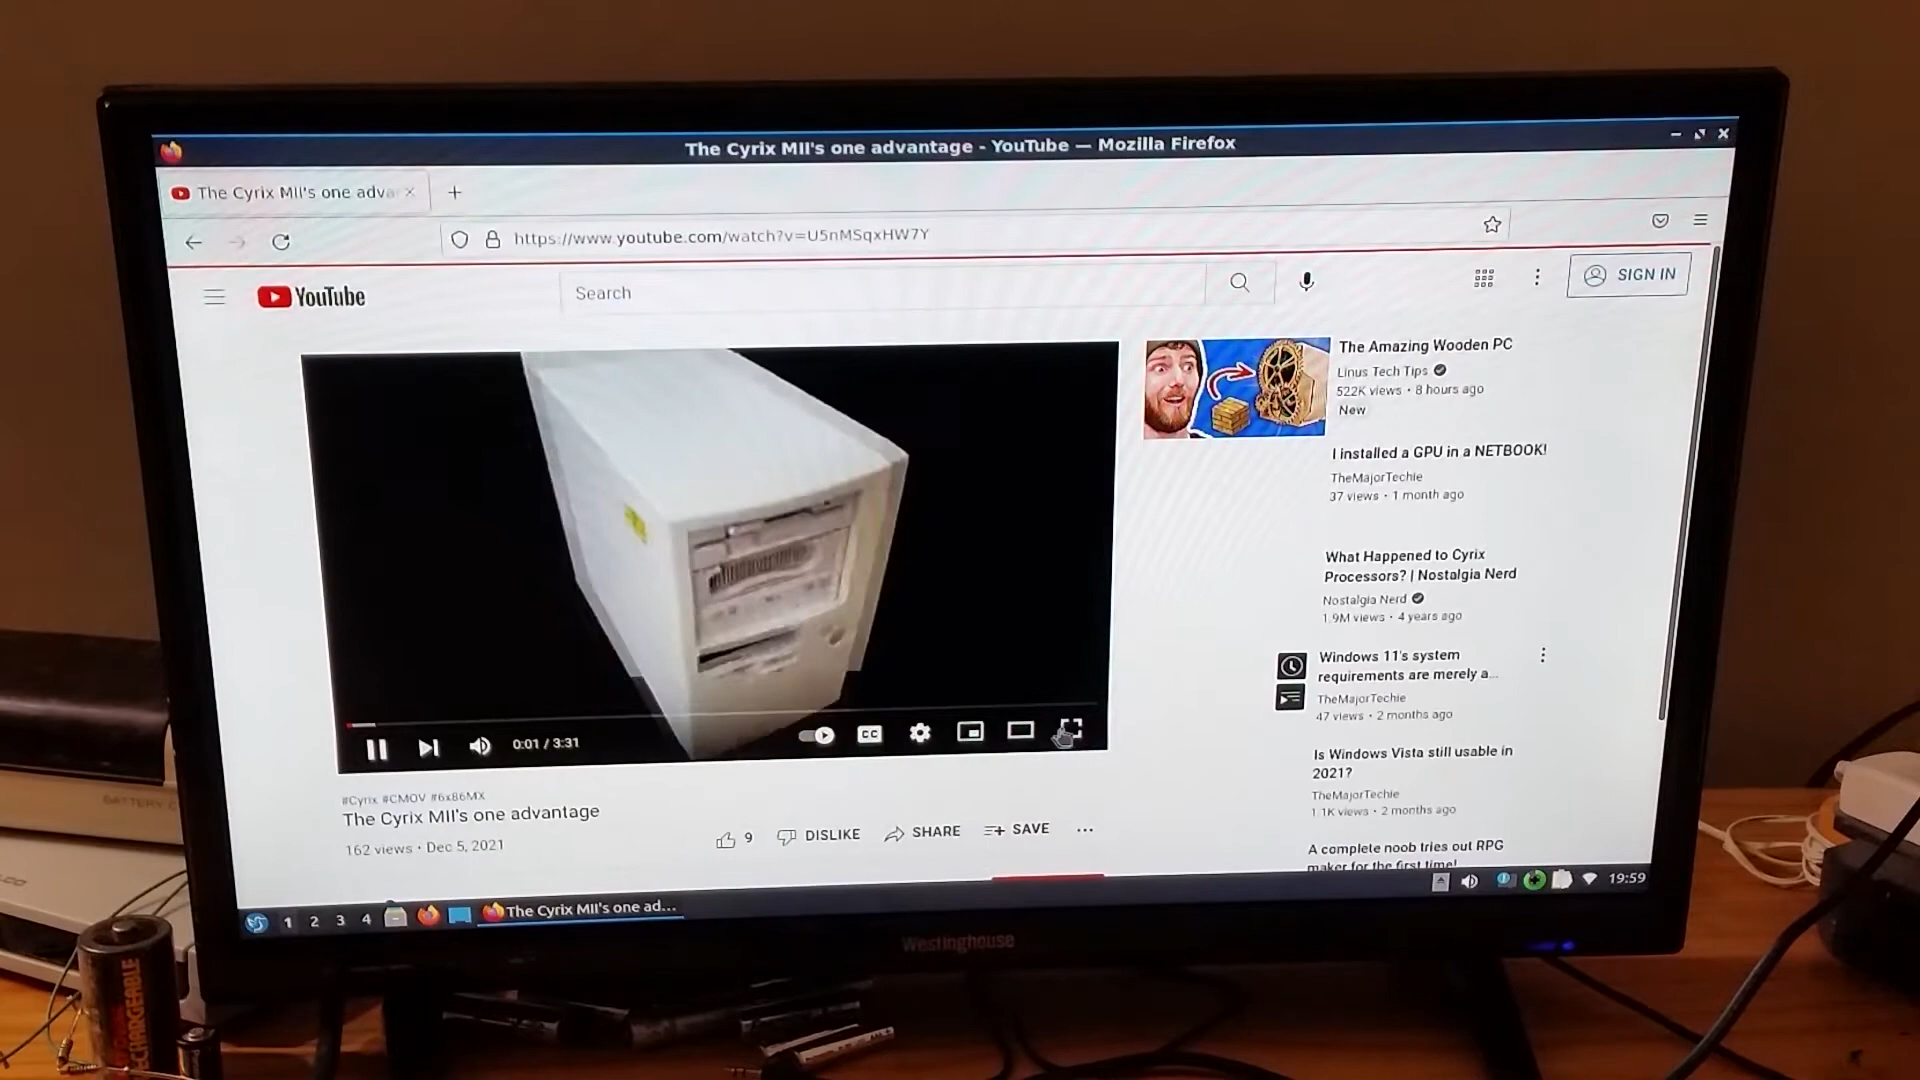 The Cyrix MII's one advantage - YouTube — Mozilla Firefox
The Cyrix MII's one adva
https://www.youtube.com/watch?v=U5nMSqxHW7Y
YouTube
Search
SIGN IN
The Amazing Wooden PC
Linus Tech Tips
522K views • 8 hours ago
New
I installed a GPU in a NETBOOK!
TheMajorTechie
37 views • 1 month ago
What Happened to Cyrix
Processors? | Nostalgia Nerd
Nostalgia Nerd
1.9M views • 4 years ago
Windows 11's system
requirements are merely a...
TheMajorTechie
47 views • 2 months ago
Is Windows Vista still usable in
2021?
TheMajorTechie
1.1K views • 2 months ago
A complete noob tries out RPG
maker for the first time!
0:01 / 3:31
CC
#Cyrix #CMOV #6x86MX
The Cyrix MII's one advantage
162 views • Dec 5, 2021
9
DISLIKE
SHARE
SAVE
1 2 3 4
The Cyrix MII's one ad...
19:59
Westinghouse
BATTERY